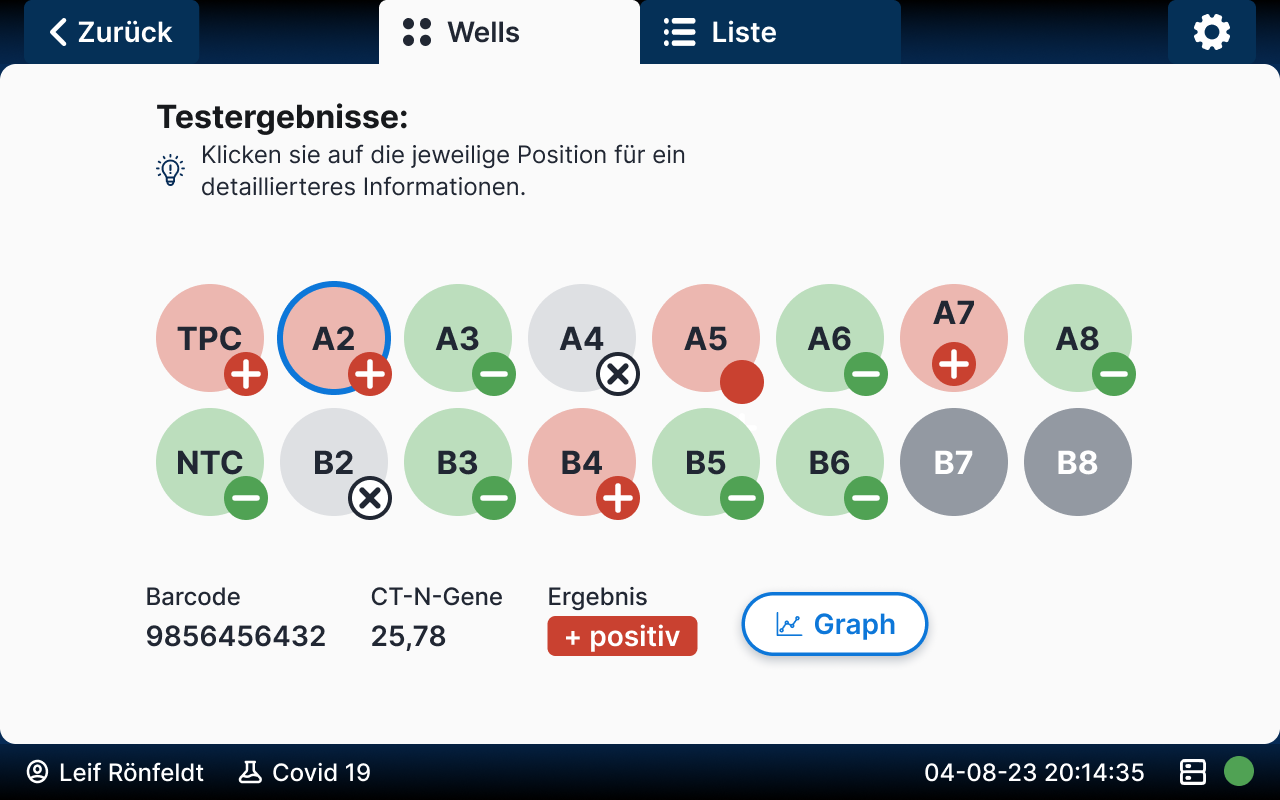 Zurück
Wells
Liste
Testergebnisse:
Klicken sie auf die jeweilige Position für ein
detaillierteres Informationen.
TPC A2 A3 A4 A5 A6 A7 A8
NTC B2 B3 B4 B5 B6 B7 B8
Barcode CT-N-Gene Ergebnis
9856456432 25,78 + positiv
Graph
Leif Rönfeldt Covid 19 04-08-23 20:14:35